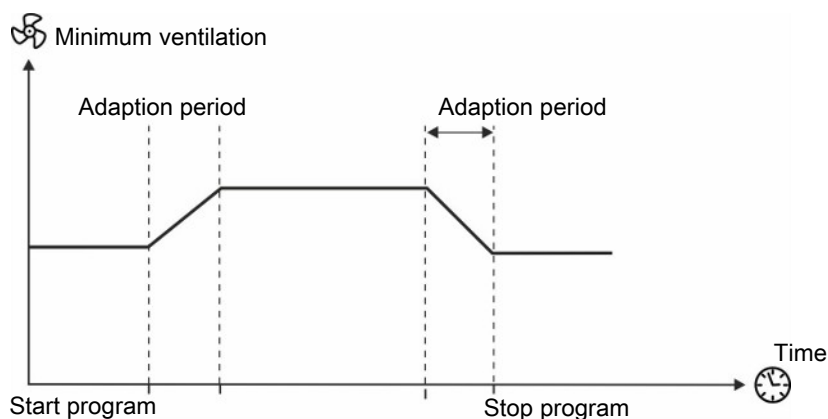 Minimum ventilation
Adaption period
Adaption period
Time
Start program
Stop program